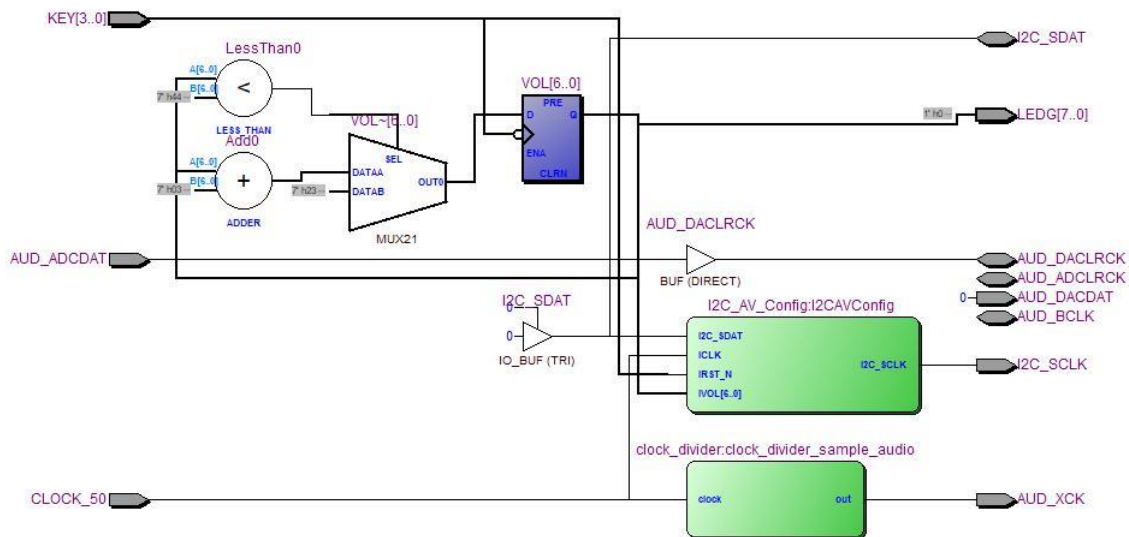 KEY[3..0]
I2C_SDAT
LessThan0
A[6..0]
B[6..0]
7' h44 --
<
LESS_THAN
VOL[6..0]
PRE
D
Q
ENA
CLRN
1' h0 --
LEDG[7..0]
VOL~[6..0]
SEL
DATAA
DATAB
OUT0
7' h23 --
MUX21
Add0
A[6..0]
B[6..0]
7' h03 --
+
ADDER
AUD_DACLRCK
BUF (DIRECT)
AUD_ADCDAT
AUD_DACLRCK
AUD_ADCLRCK
0
AUD_DACDAT
AUD_BCLK
I2C_SDAT
0
0
IO_BUF (TRI)
I2C_AV_Config:I2CAVConfig
I2C_SDAT
ICLK
IRST_N
IVOL[6..0]
I2C_SCLK
I2C_SCLK
clock_divider:clock_divider_sample_audio
CLOCK_50
clock
out
AUD_XCK